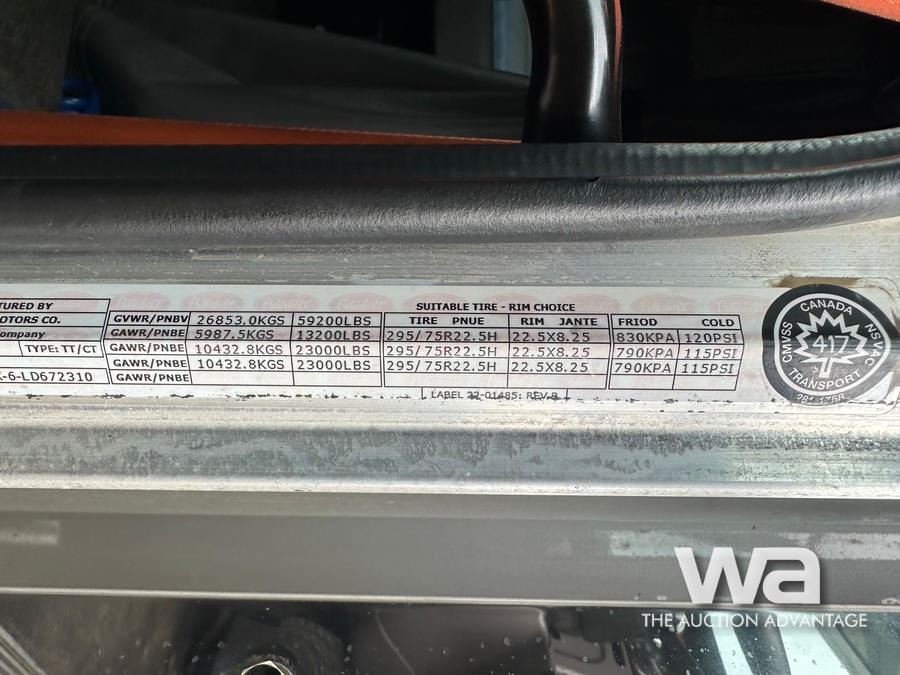 TURED BY
OTORS CO.
ompany
TYPE: TT/CT
-6-LD672310
SUITABLE TIRE - RIM CHOICE
GVWR/PNBV 26853.0KGS 59200LBS TIRE PNUE RIM JANTE FRIOD COLD
GAWR/PNBE 5987.5KGS 13200LBS 295/75R22.5H 22.5X8.25 830KPA 120PSI
GAWR/PNBE 10432.8KGS 23000LBS 295/75R22.5H 22.5X8.25 790KPA 115PSI
GAWR/PNBE 10432.8KGS 23000LBS 295/75R22.5H 22.5X8.25 790KPA 115PSI
GAWR/PNBE
LABEL 22-01485: REV.B
CANADA
CMVSS
NSVAC
417
TRANSPORT
wa
THE AUCTION ADVANTAGE